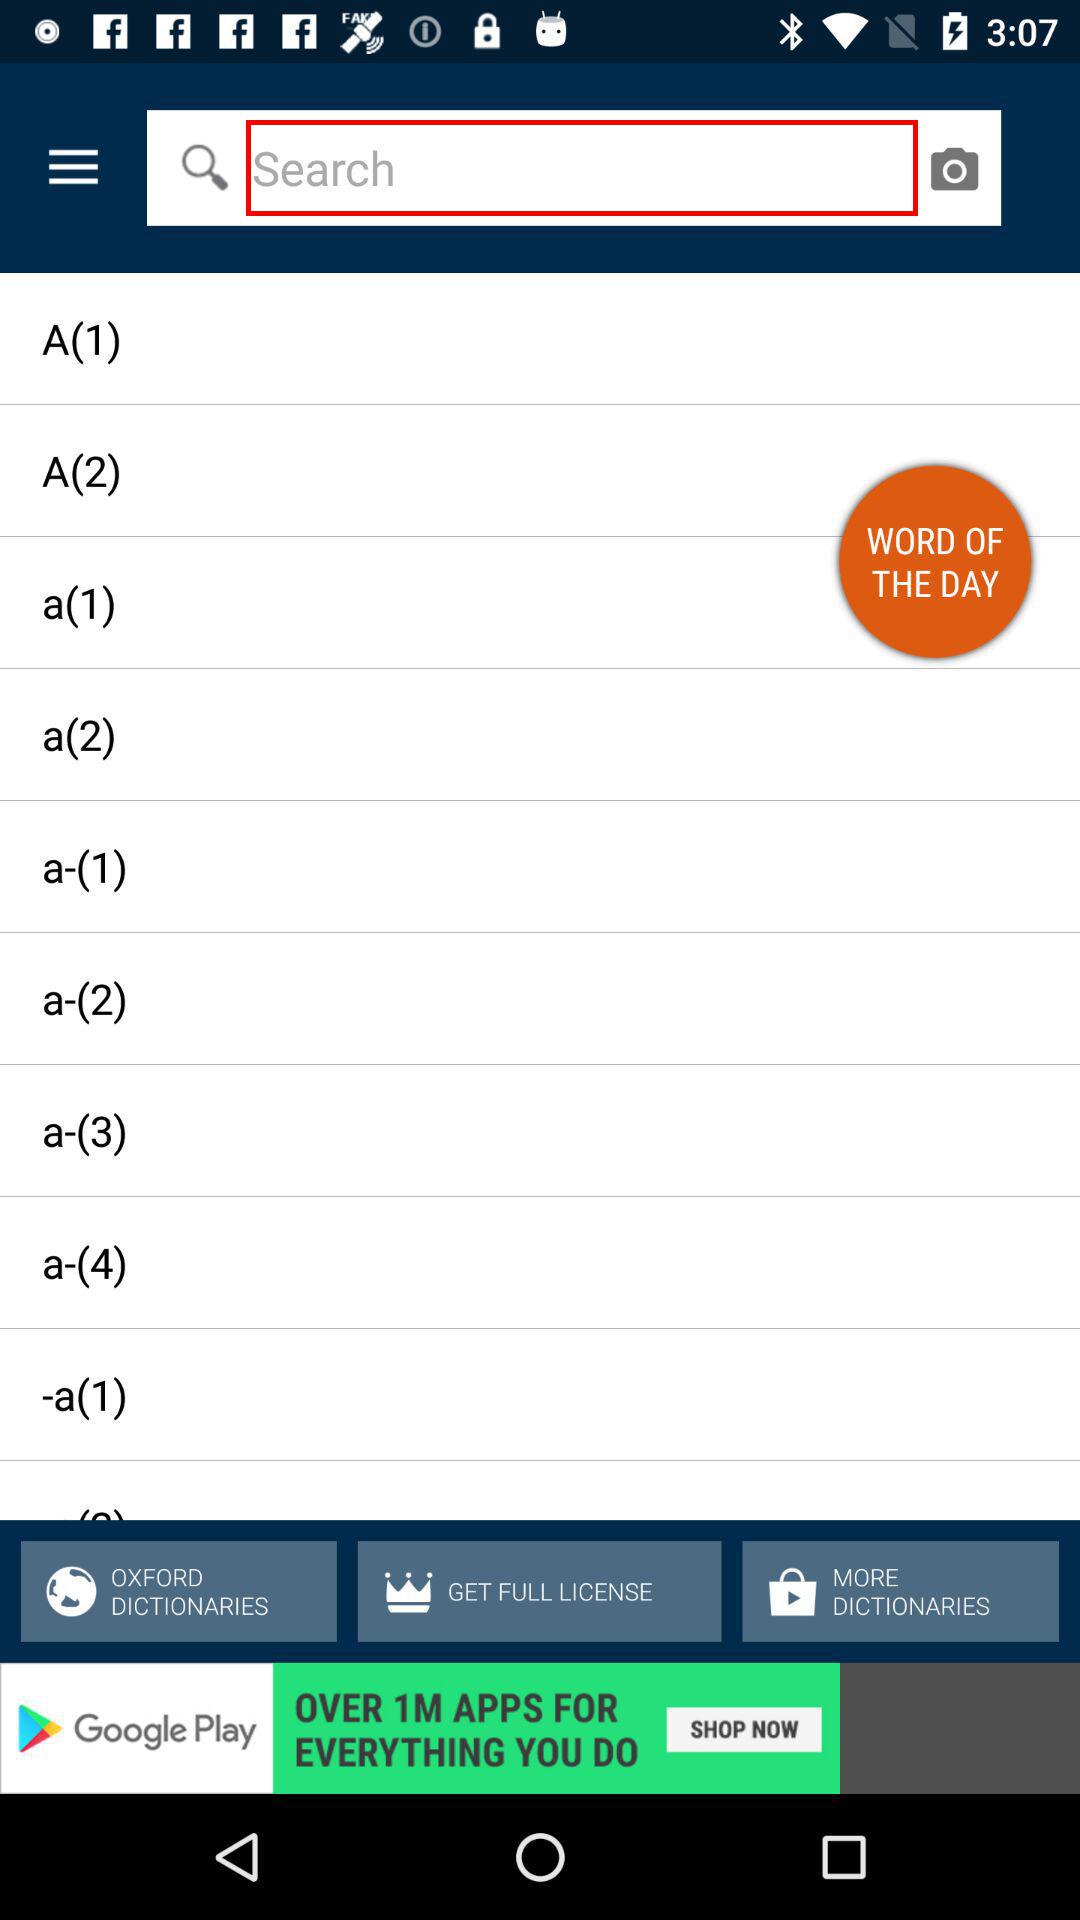 FAK
3:07
Search
A(1)
A(2)
WORD OF
THE DAY
a(1)
a(2)
a-(1)
a-(2)
a-(3)
a-(4)
-a(1)
OXFORD
DICTIONARIES
GET FULL LICENSE
MORE
DICTIONARIES
Google Play
OVER 1M APPS FOR
EVERYTHING YOU DO
SHOP NOW